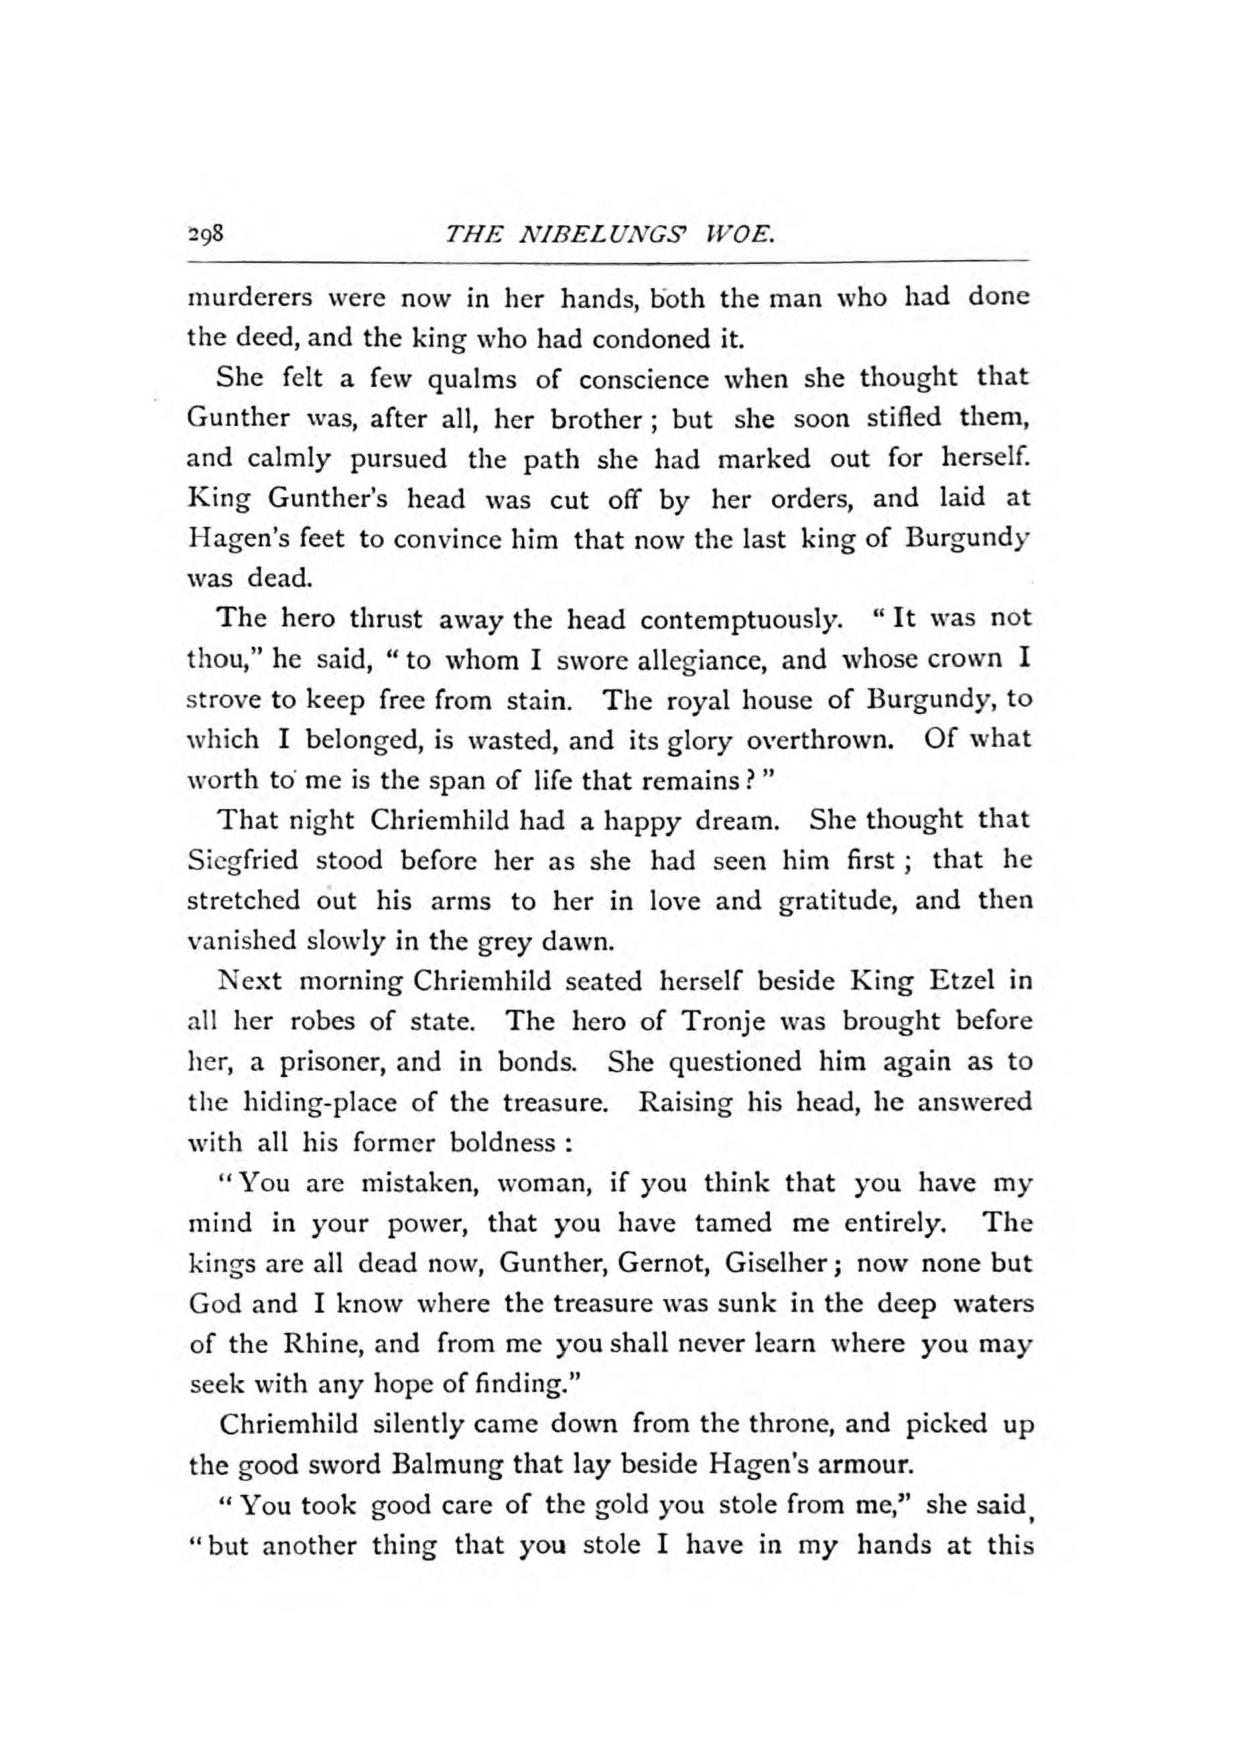 298 THE NIBELUNGS' WOE.
murderers were now in her hands, both the man who had done
the deed, and the king who had condoned it.
She felt a few qualms of conscience when she thought that
Gunther was, after all, her brother ; but she soon stifled them,
and calmly pursued the path she had marked out for herself.
King Gunther's head was cut off by her orders, and laid at
Hagen's feet to convince him that now the last king of Burgundy
was dead.
The hero thrust away the head contemptuously. “ It was not
thou,” he said, “ to whom I swore allegiance, and whose crown I
strove to keep free from stain. The royal house of Burgundy, to
which I belonged, is wasted, and its glory overthrown. Of what
worth to me is the span of life that remains ? ”
That night Chriemhild had a happy dream. She thought that
Siegfried stood before her as she had seen him first ; that he
stretched out his arms to her in love and gratitude, and then
vanished slowly in the grey dawn.
Next morning Chriemhild seated herself beside King Etzel in
all her robes of state. The hero of Tronje was brought before
her, a prisoner, and in bonds. She questioned him again as to
the hiding-place of the treasure. Raising his head, he answered
with all his former boldness :
“ You are mistaken, woman, if you think that you have my
mind in your power, that you have tamed me entirely. The
kings are all dead now, Gunther, Gernot, Giselher ; now none but
God and I know where the treasure was sunk in the deep waters
of the Rhine, and from me you shall never learn where you may
seek with any hope of finding.”
Chriemhild silently came down from the throne, and picked up
the good sword Balmung that lay beside Hagen's armour.
“ You took good care of the gold you stole from me,” she said,
“ but another thing that you stole I have in my hands at this